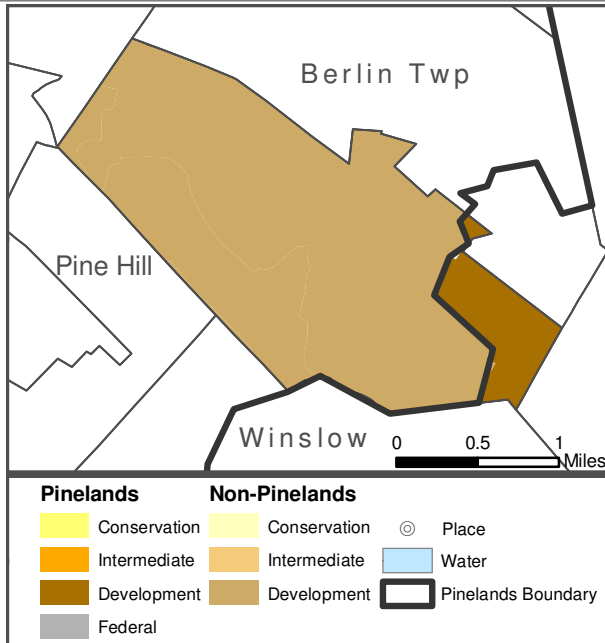 Berlin Twp
Pine Hill
Winslow
0 0.5 1
Miles
Pinelands Non-Pinelands
Conservation Conservation Place
Intermediate Intermediate Water
Development Development Pinelands Boundary
Federal